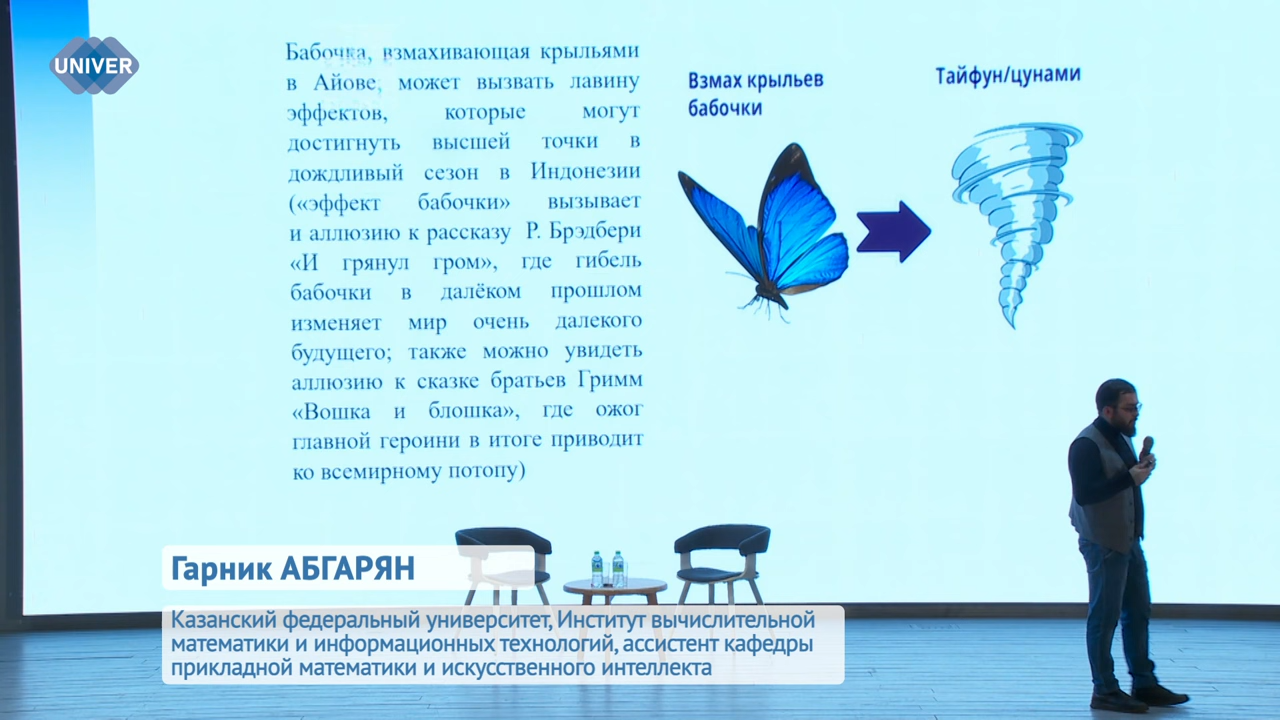 UNIVER
Бабочка, взмахивающая крыльями
в Айове, может вызвать лавину
эффектов, которые могут
достигнуть высшей точки в
дождливый сезон в Индонезии
(«эффект бабочки» вызывает
и аллюзию к рассказу Р. Брэдбери
«И грянул гром», где гибель
бабочки в далёком прошлом
изменяет мир очень далекого
будущего; также можно увидеть
аллюзию к сказке братьев Гримм
«Вошка и блошка», где ожог
главной героини в итоге приводит
ко всемирному потопу)
Взмах крыльев
бабочки
Тайфун/цунами
Гарник АБГАРЯН
Казанский федеральный университет, Институт вычислительной
математики и информационных технологий, ассистент кафедры
прикладной математики и искусственного интеллекта